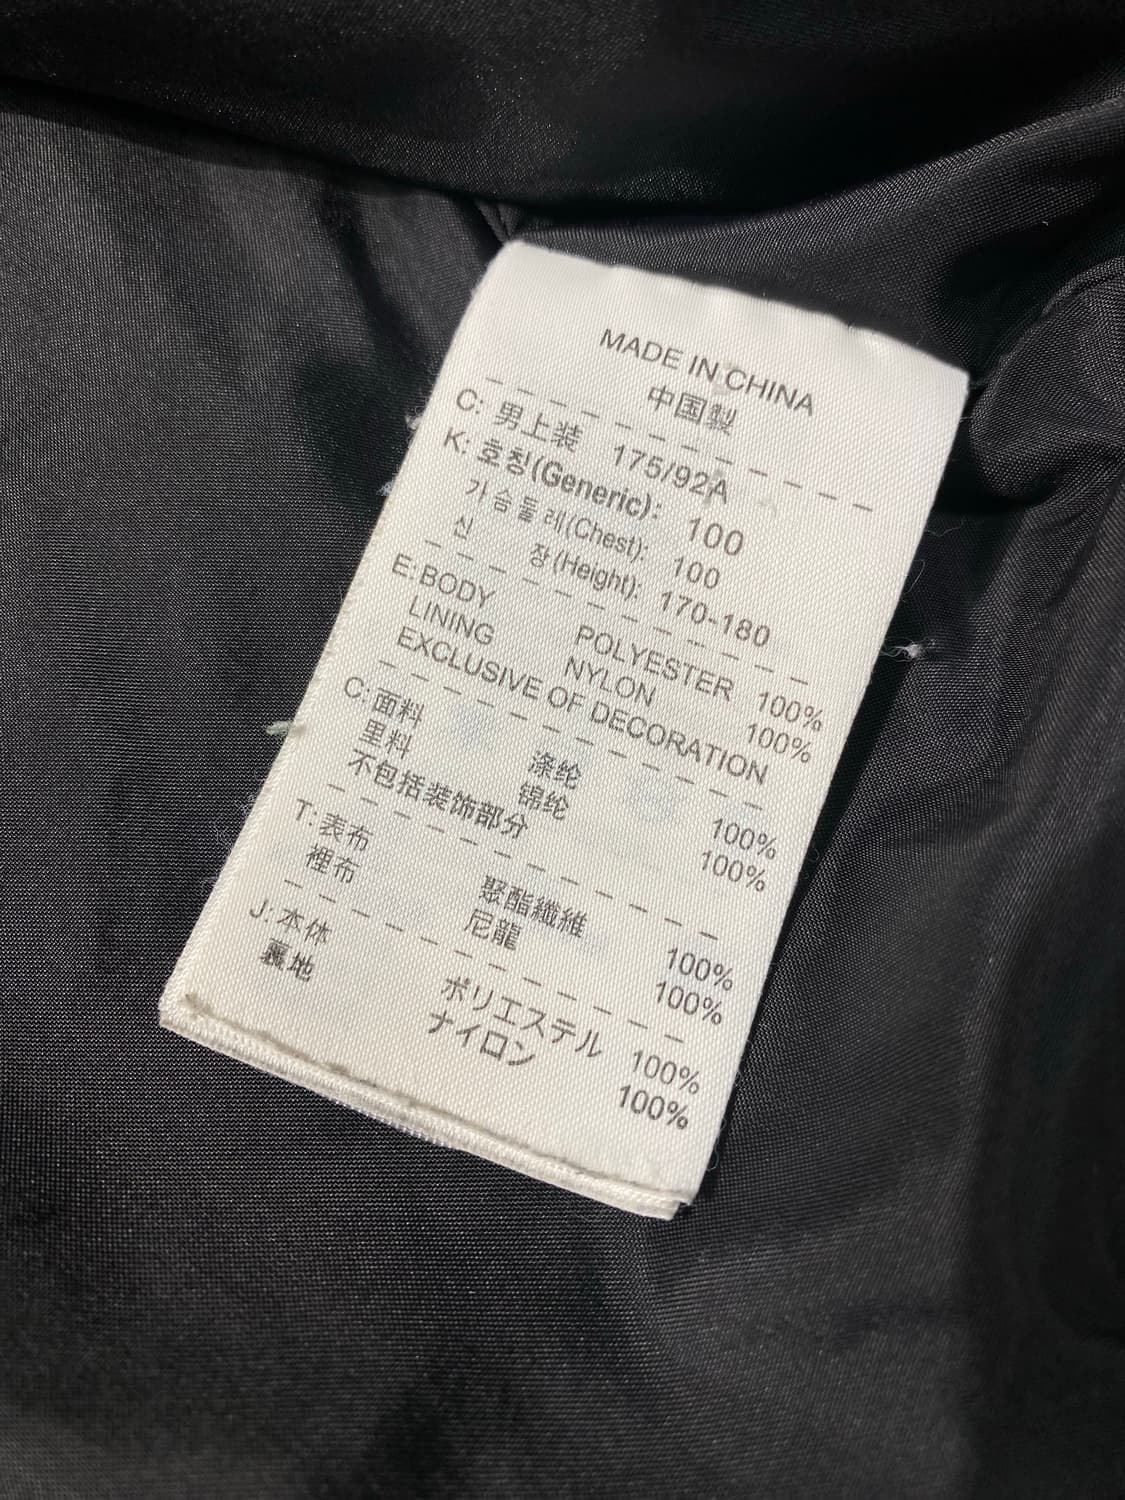 MADE IN CHINA
中国製
C: 男上装 175/92A
K: 호칭(Generic): 100
가슴둘레(Chest): 100
신 장(Height): 170-180
E: BODY POLYESTER 100%
LINING NYLON 100%
EXCLUSIVE OF DECORATION
C: 面料 涤纶 100%
里料 锦纶 100%
不包括装饰部分
T: 表布 聚酯纖維 100%
裡布 尼龍 100%
J: 本体 ポリエステル 100%
裏地 ナイロン 100%